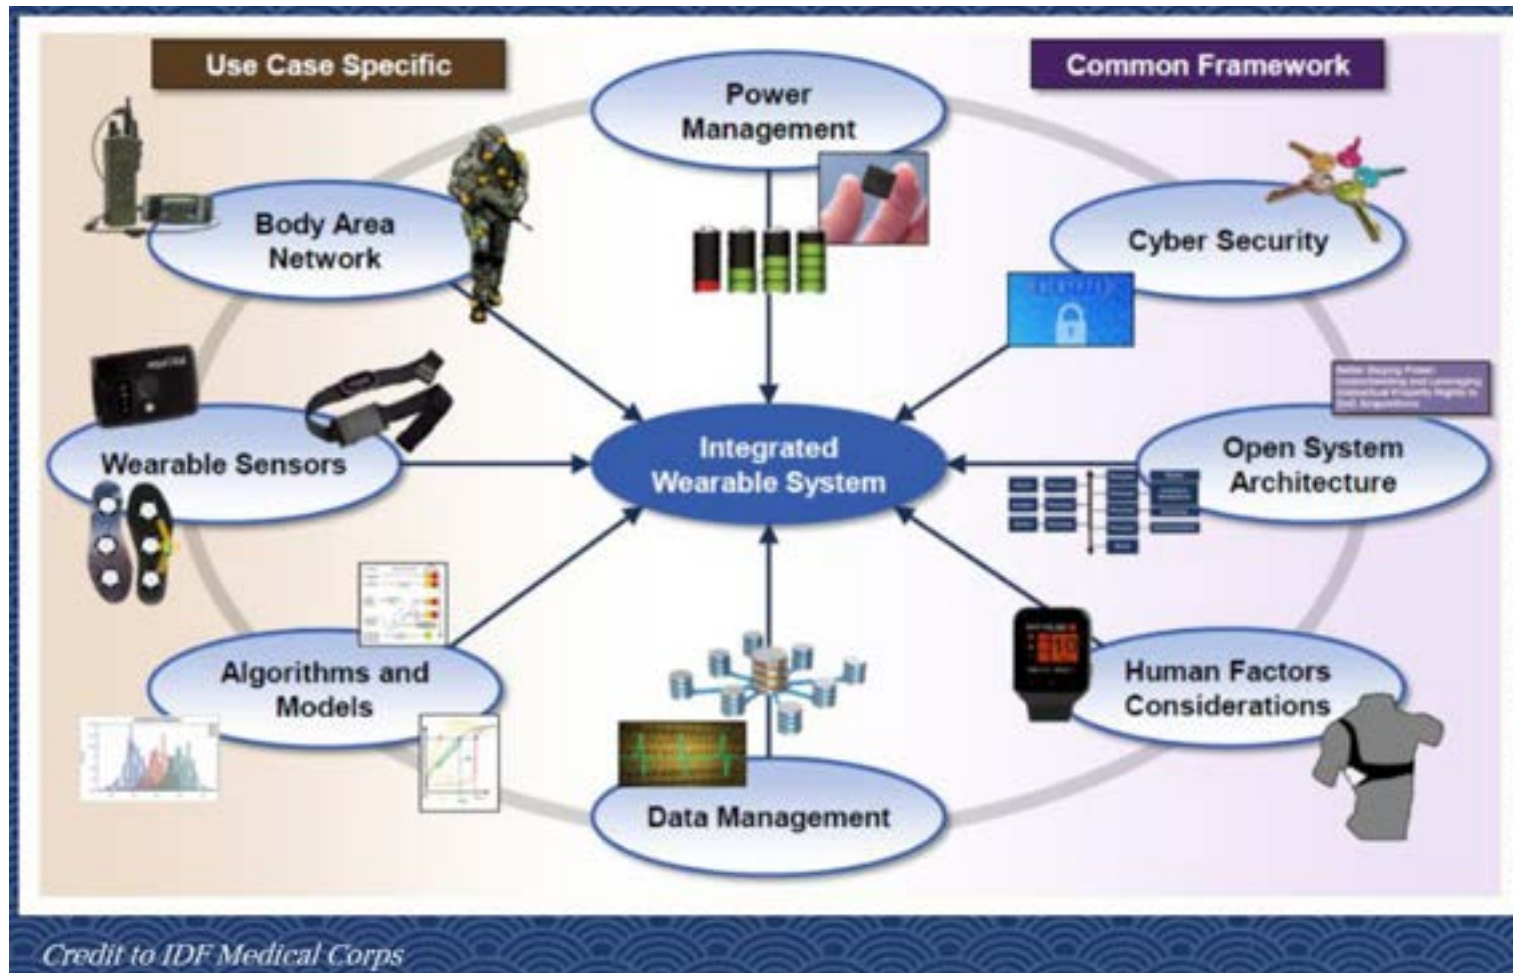 Use Case Specific
Common Framework
Power
Management
Body Area
Network
Cyber Security
Wearable Sensors
Integrated
Wearable System
Open System
Architecture
Algorithms and
Models
Human Factors
Considerations
Data Management
Credit to IDF Medical Corps